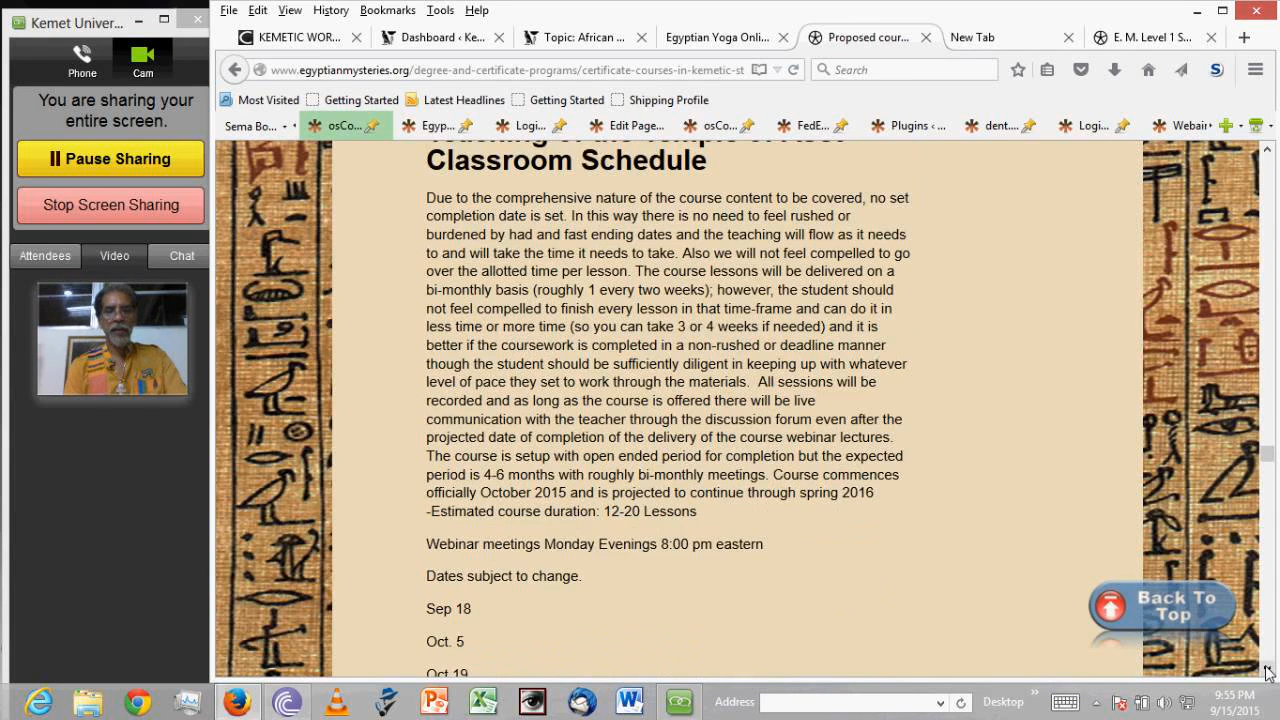 Kemet Univer...
Phone
Cam
You are sharing your
entire screen.
Pause Sharing
Stop Screen Sharing
Attendees
Video
Chat
File Edit View History Bookmarks Tools Help
KEMETIC WOR...
Dashboard ‹ Ke...
Topic: African ...
Egyptian Yoga Onli...
Proposed cour...
New Tab
E. M. Level 1 S...
www.egyptianmysteries.org/degree-and-certificate-programs/certificate-courses-in-kemetic-st
Search
Most Visited
Getting Started
Latest Headlines
Getting Started
Shipping Profile
Sema Bo...
osCo...
Egyp...
Logi...
Edit Page...
osCo...
FedE...
Plugins ‹ ...
dent....
Logi...
Webair
Classroom Schedule
Due to the comprehensive nature of the course content to be covered, no set
completion date is set. In this way there is no need to feel rushed or
burdened by had and fast ending dates and the teaching will flow as it needs
to and will take the time it needs to take. Also we will not feel compelled to go
over the allotted time per lesson. The course lessons will be delivered on a
bi-monthly basis (roughly 1 every two weeks); however, the student should
not feel compelled to finish every lesson in that time-frame and can do it in
less time or more time (so you can take 3 or 4 weeks if needed) and it is
better if the coursework is completed in a non-rushed or deadline manner
though the student should be sufficiently diligent in keeping up with whatever
level of pace they set to work through the materials.  All sessions will be
recorded and as long as the course is offered there will be live
communication with the teacher through the discussion forum even after the
projected date of completion of the delivery of the course webinar lectures.
The course is setup with open ended period for completion but the expected
period is 4-6 months with roughly bi-monthly meetings. Course commences
officially October 2015 and is projected to continue through spring 2016
-Estimated course duration: 12-20 Lessons
Webinar meetings Monday Evenings 8:00 pm eastern
Dates subject to change.
Sep 18
Oct. 5
Oct 19
Back To
Top
Address
Desktop
9:55 PM
9/15/2015